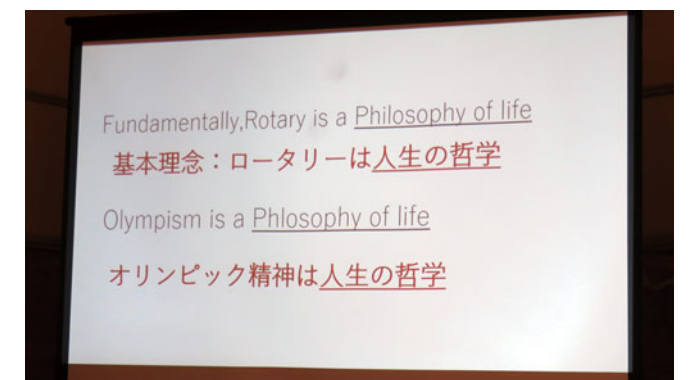 Fundamentally,Rotary is a Philosophy of life
基本理念：ロータリーは人生の哲学
Olympism is a Phlosophy of life
オリンピック精神は人生の哲学